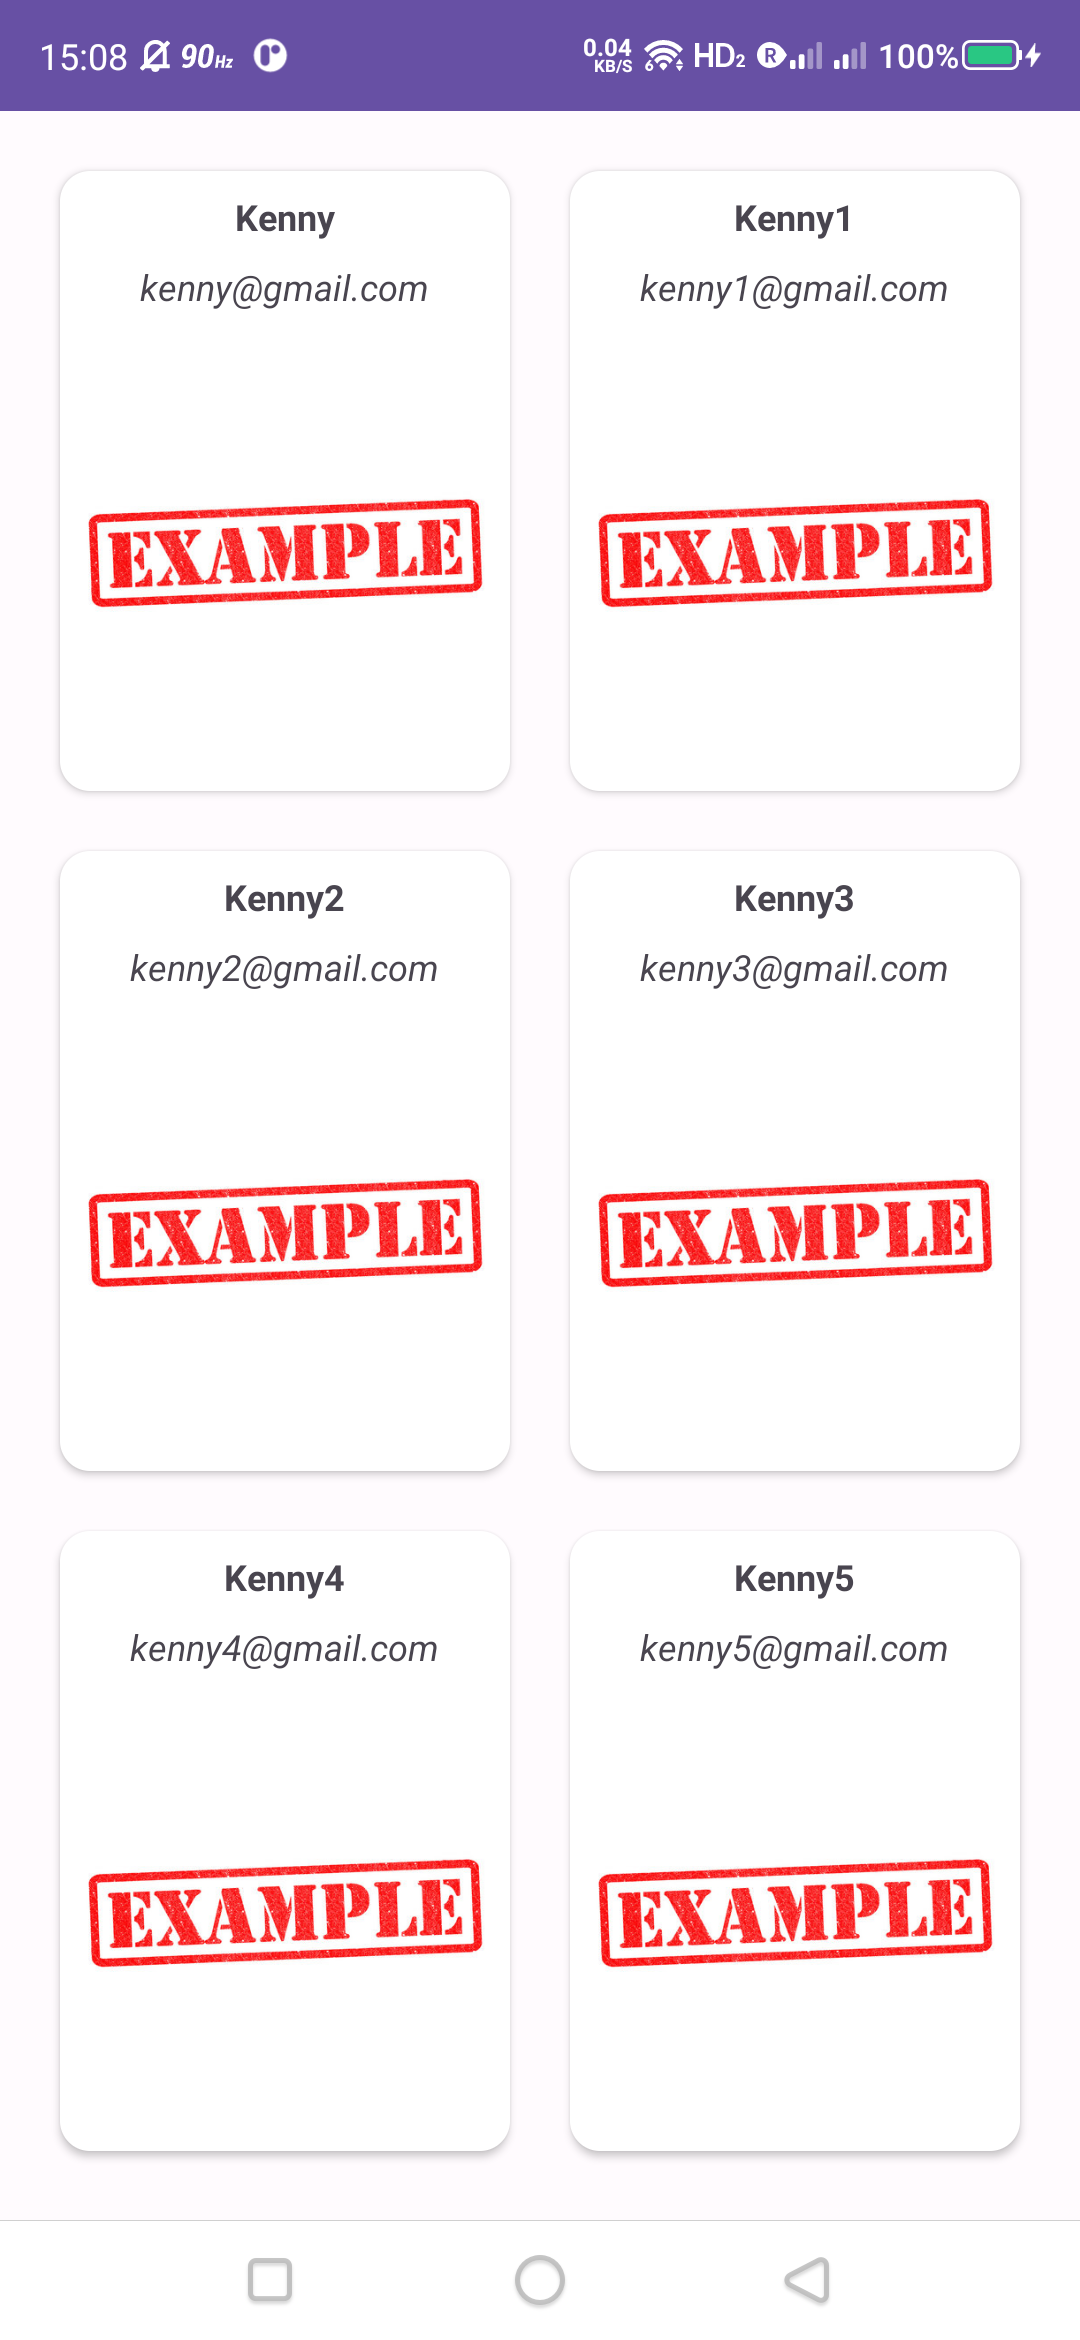 15:08 90Hz 0.04 KB/S 6 HD2 R 100%
Kenny
kenny@gmail.com
EXAMPLE
Kenny1
kenny1@gmail.com
EXAMPLE
Kenny2
kenny2@gmail.com
EXAMPLE
Kenny3
kenny3@gmail.com
EXAMPLE
Kenny4
kenny4@gmail.com
EXAMPLE
Kenny5
kenny5@gmail.com
EXAMPLE